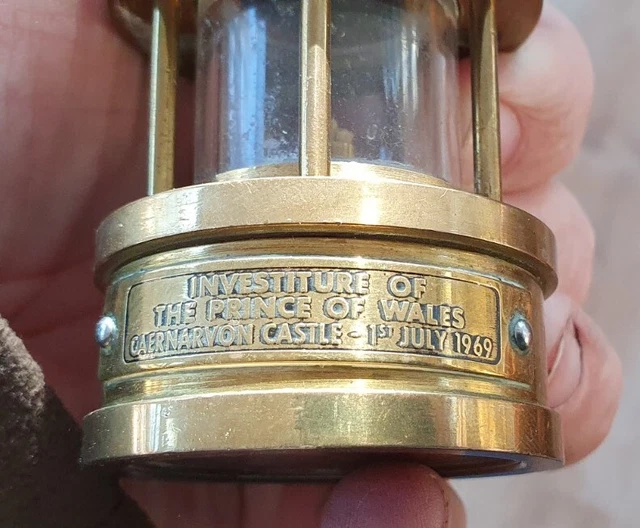 INVESTITURE OF
THE PRINCE OF WALES
CAERNARVON CASTLE - 1ST JULY 1969